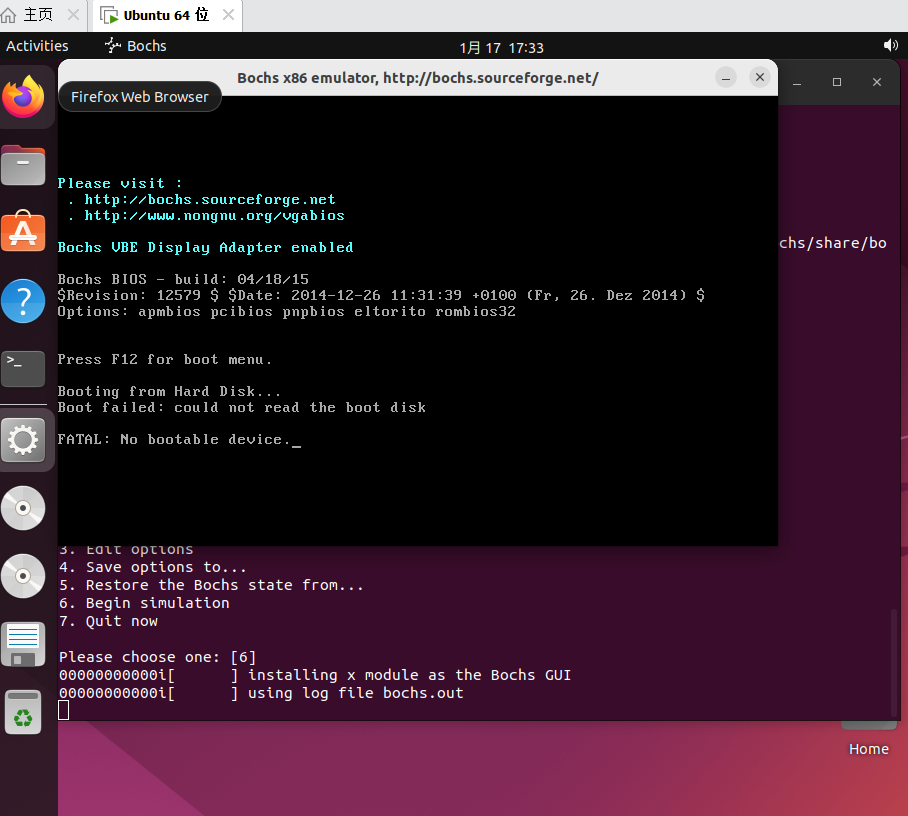 主页
Ubuntu 64 位
Activities
Bochs
1月 17 17:33
Bochs x86 emulator, http://bochs.sourceforge.net/
Firefox Web Browser
Please visit :
. http://bochs.sourceforge.net
. http://www.nongnu.org/vgabios
chs/share/bo
Bochs VBE Display Adapter enabled
Bochs BIOS - build: 04/18/15
$Revision: 12579 $ $Date: 2014-12-26 11:31:39 +0100 (Fr, 26. Dez 2014) $
Options: apmbios pcibios pnpbios eltorito rombios32
Press F12 for boot menu.
Booting from Hard Disk...
Boot failed: could not read the boot disk
FATAL: No bootable device._
3. Edit options
4. Save options to...
5. Restore the Bochs state from...
6. Begin simulation
7. Quit now
Please choose one: [6]
00000000000i[      ] installing x module as the Bochs GUI
00000000000i[      ] using log file bochs.out
Home